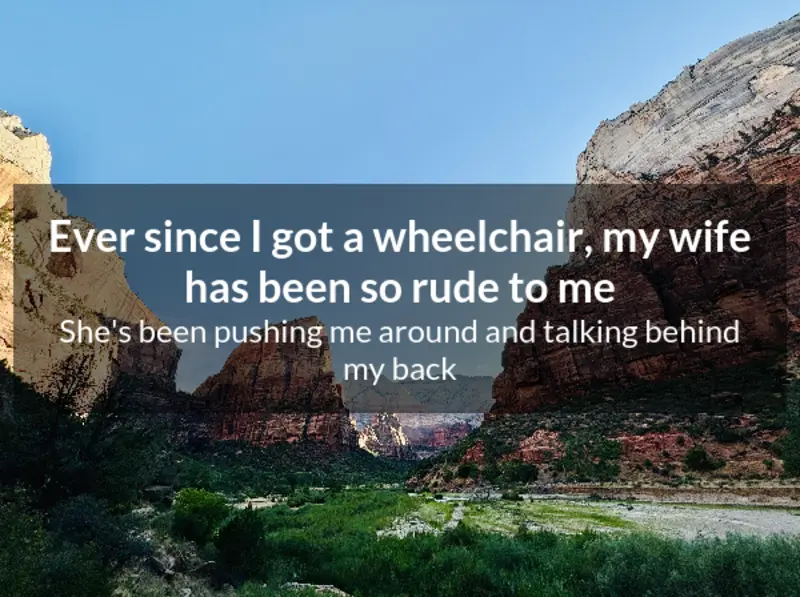 Ever since I got a wheelchair, my wife
has been so rude to me
She's been pushing me around and talking behind
my back